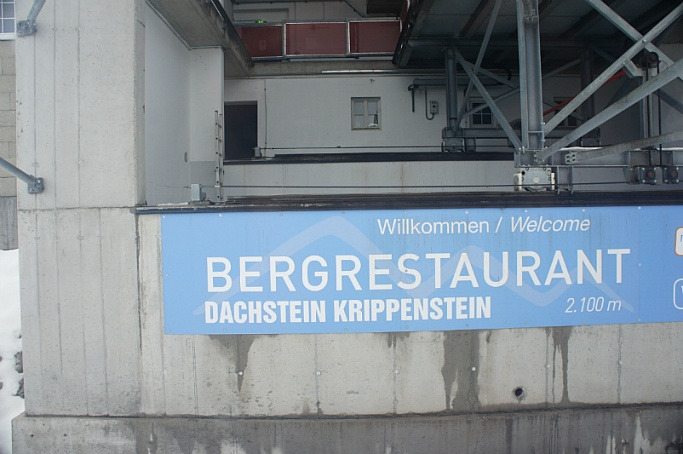 Willkommen / Welcome
BERGRESTAURANT
DACHSTEIN KRIPPENSTEIN
2.100 m